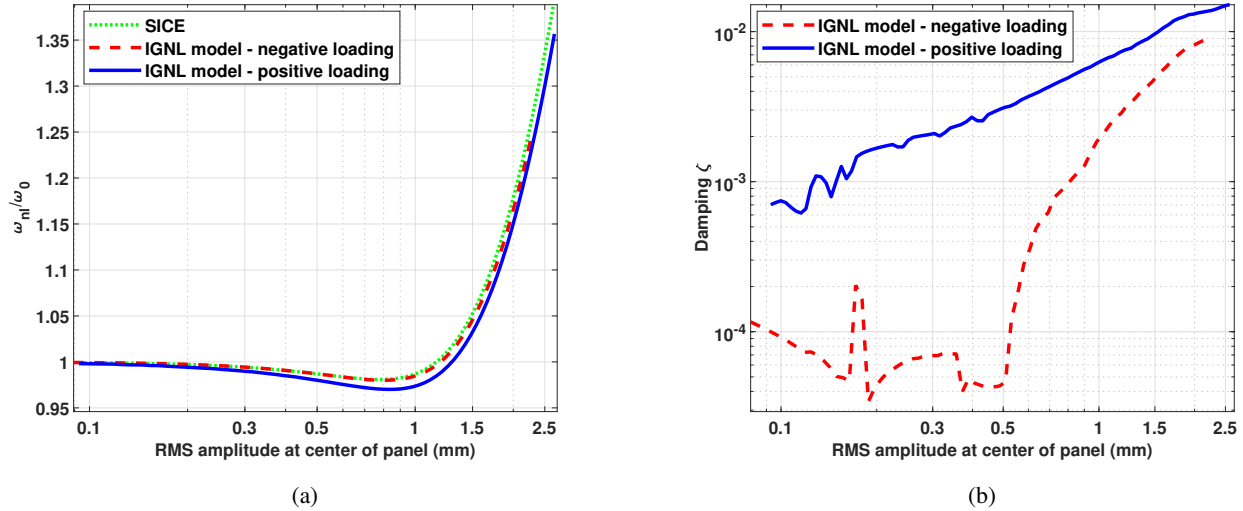 SICE
IGNL model - negative loading
IGNL model - positive loading
1.35
1.3
1.25
1.2
1.15
1.1
1.05
1
0.95
ω_nl/ω_0
0.1
0.3
0.5
1
1.5
2.5
RMS amplitude at center of panel (mm)
(a)
IGNL model - negative loading
IGNL model - positive loading
10^-2
10^-3
10^-4
Damping ζ
0.1
0.3
0.5
1
1.5
2.5
RMS amplitude at center of panel (mm)
(b)